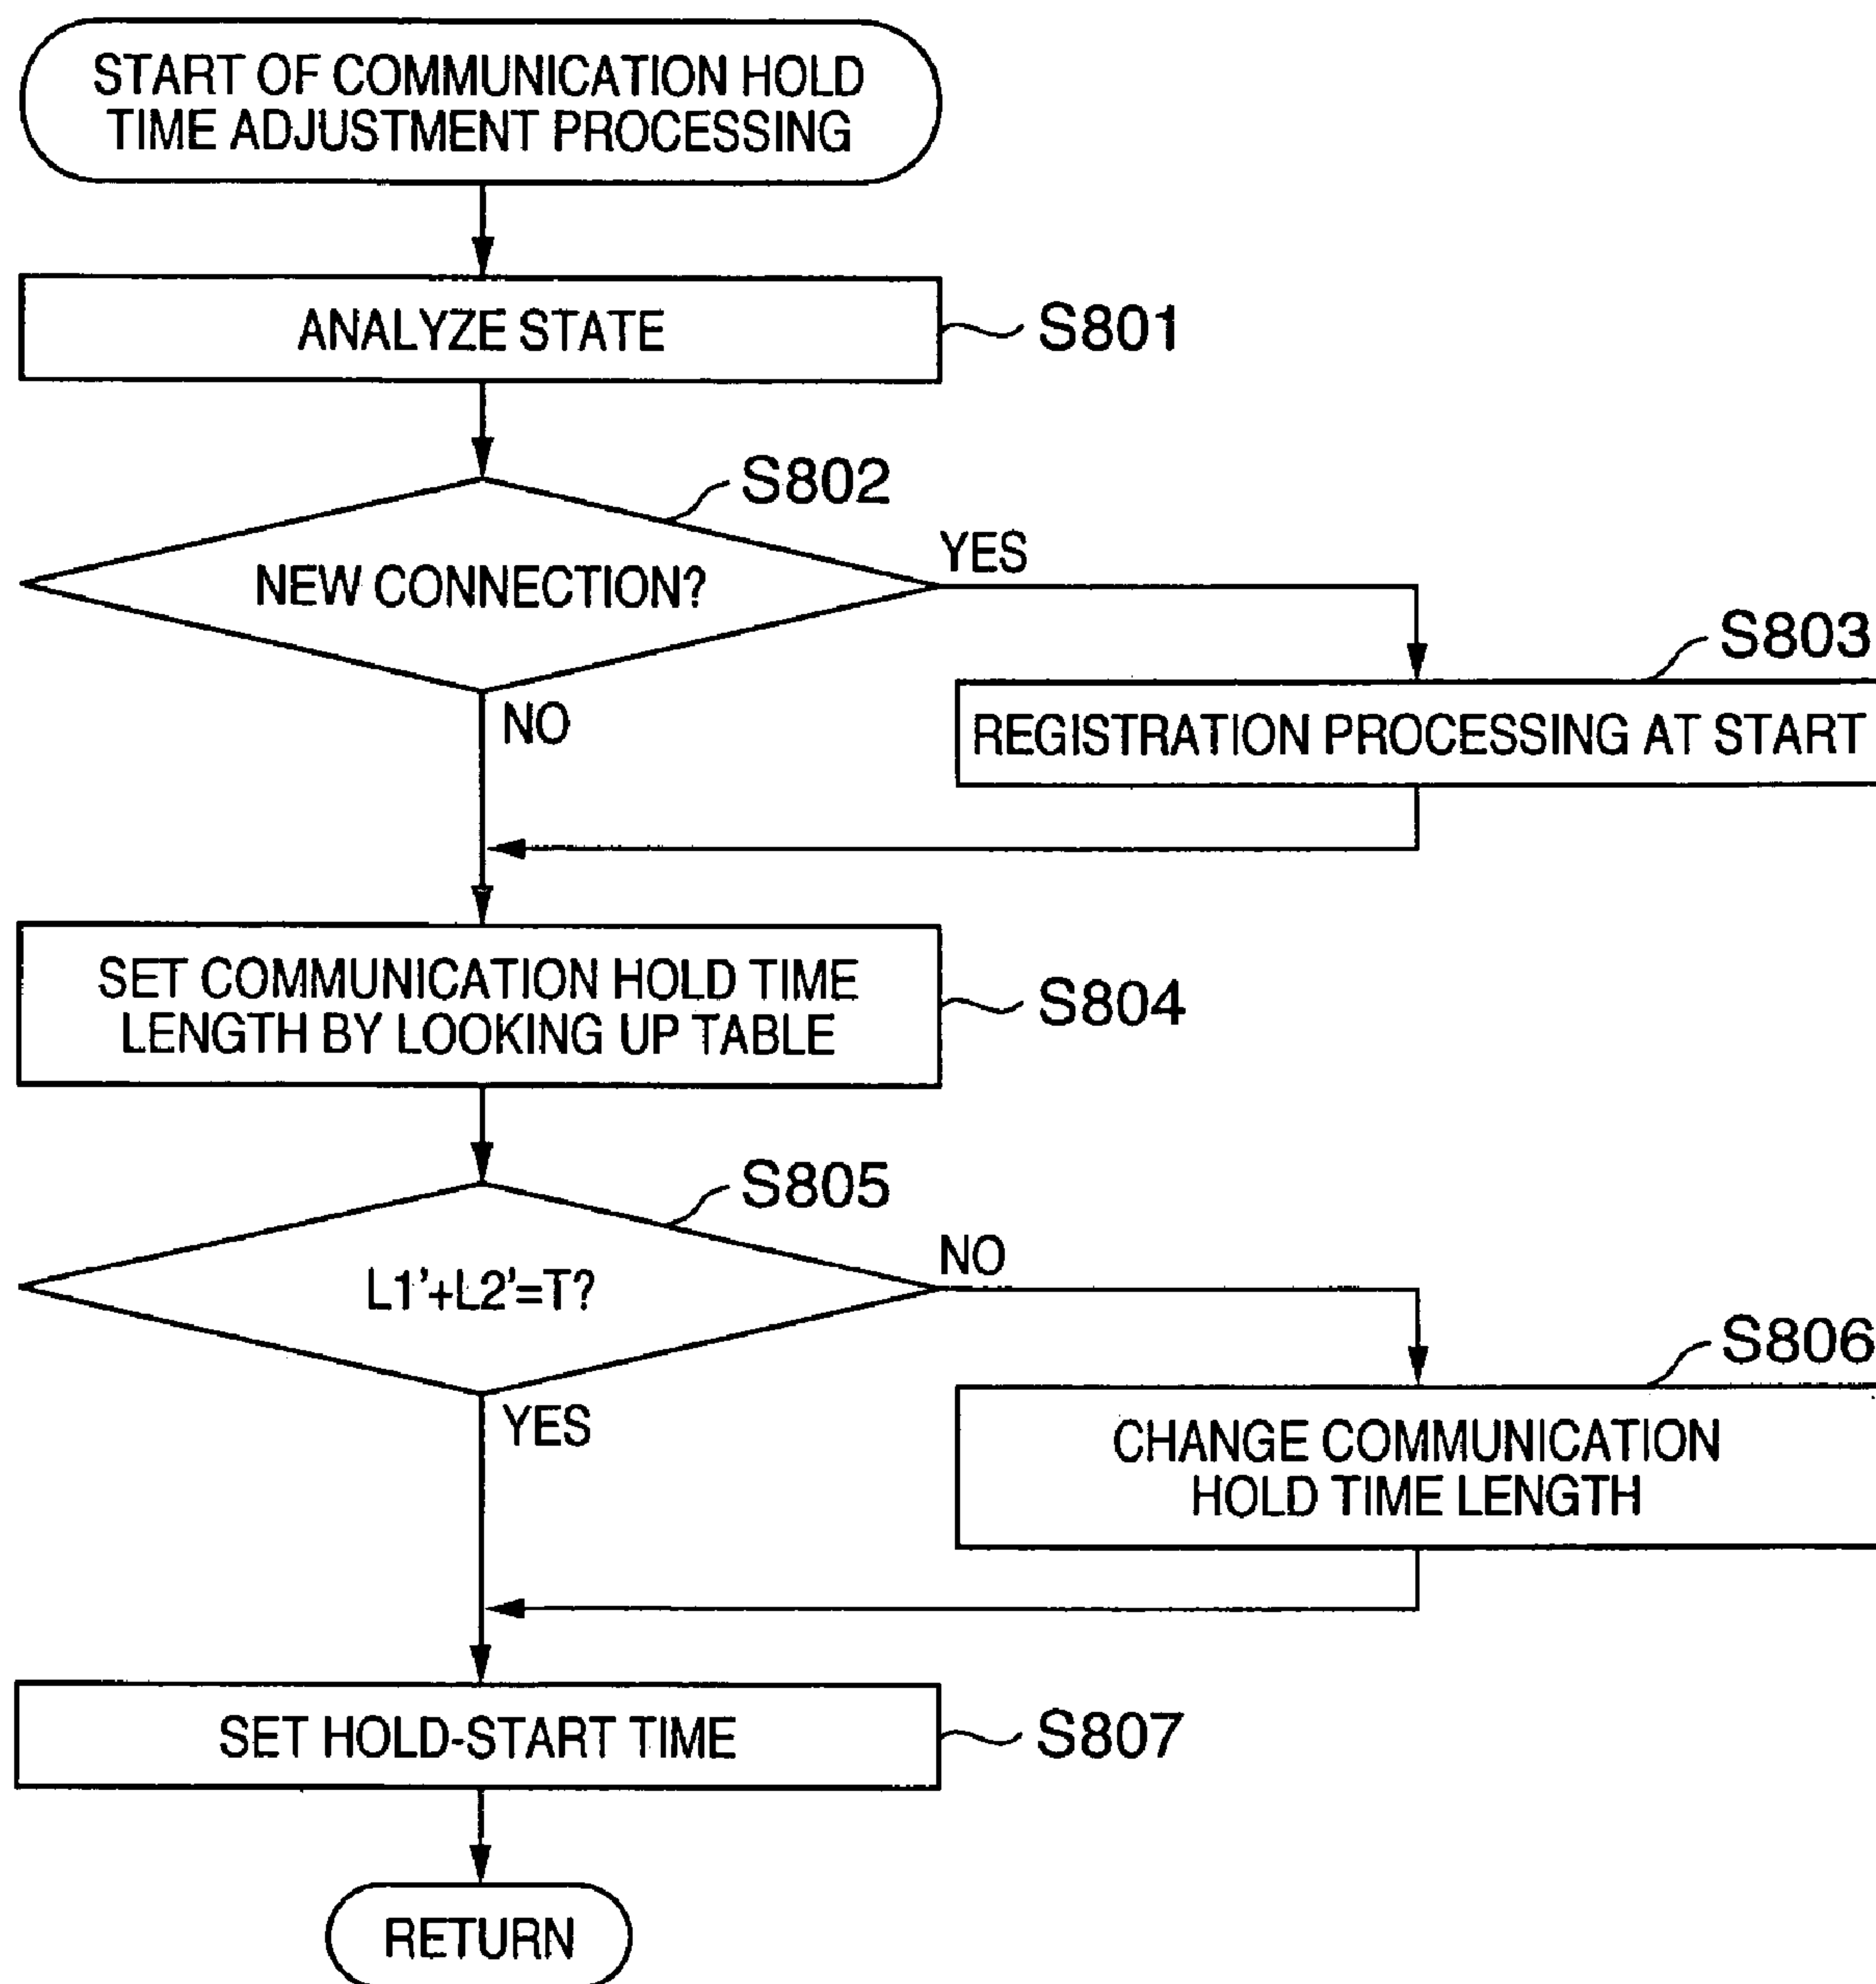 START OF COMMUNICATION HOLD
TIME ADJUSTMENT PROCESSING
ANALYZE STATE
S801
S802
NEW CONNECTION?
YES
NO
S803
REGISTRATION PROCESSING AT START
SET COMMUNICATION HOLD TIME
LENGTH BY LOOKING UP TABLE
S804
S805
L1'+L2'=T?
NO
YES
S806
CHANGE COMMUNICATION
HOLD TIME LENGTH
SET HOLD-START TIME
S807
RETURN